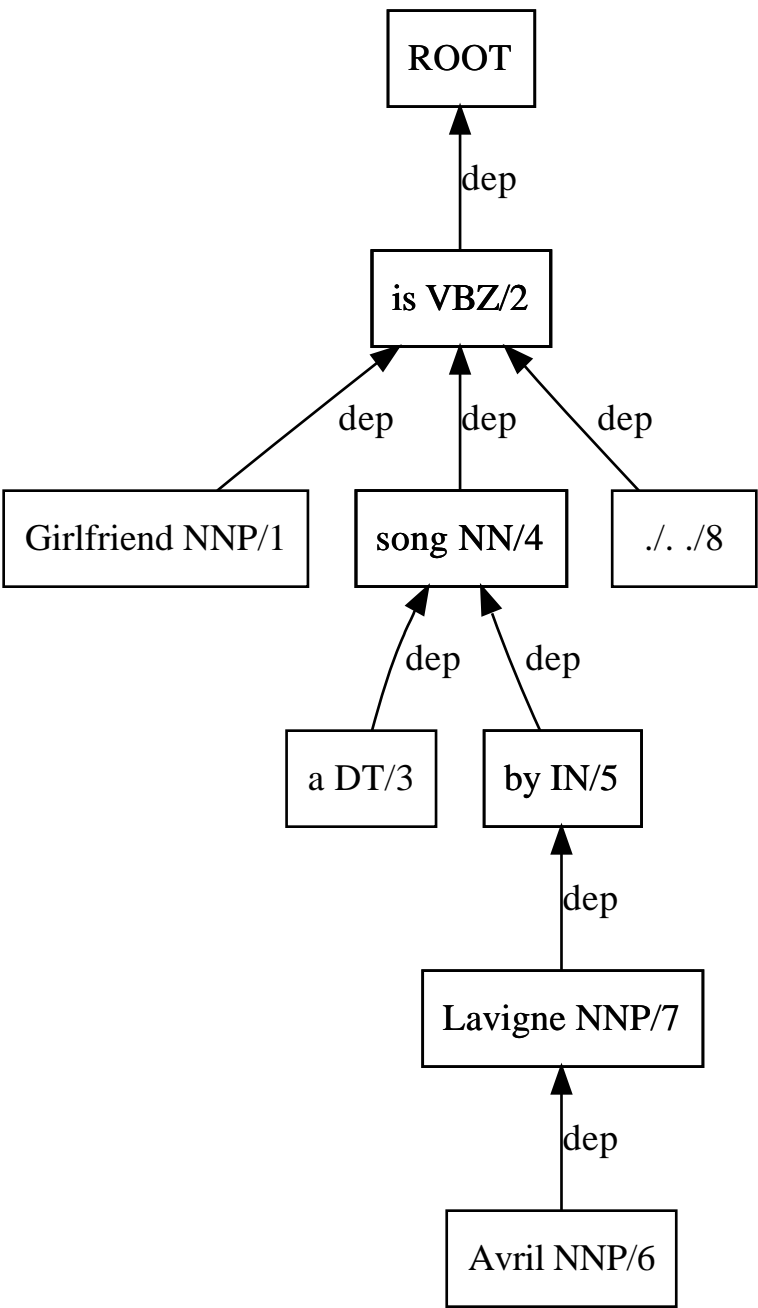 ROOT
dep
is VBZ/2
dep dep dep
Girlfriend NNP/1 song NN/4 ./. ./8
dep dep
a DT/3 by IN/5
dep
Lavigne NNP/7
dep
Avril NNP/6